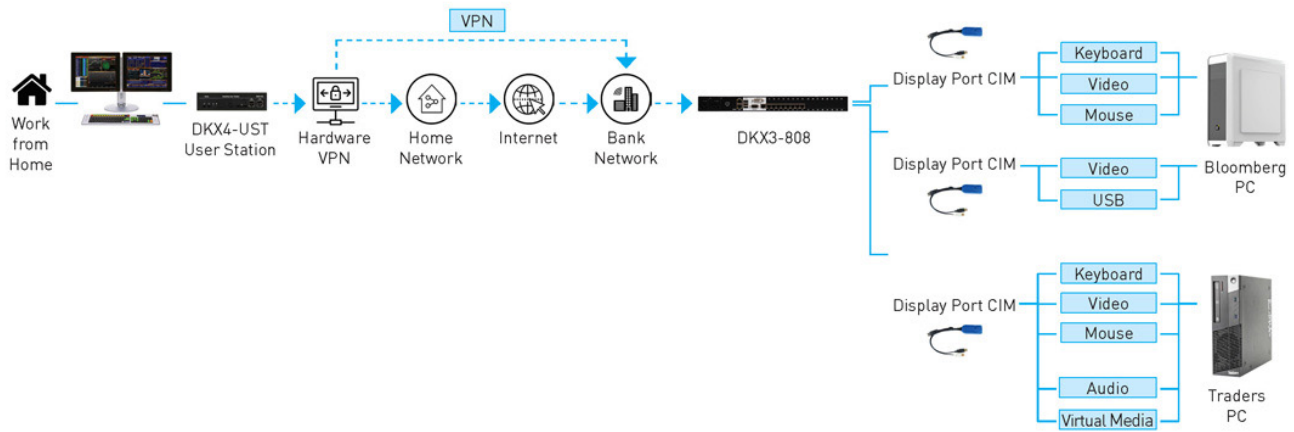 VPN
Work
from
Home
DKX4-UST
User Station
Hardware
VPN
Home
Network
Internet
Bank
Network
DKX3-808
Display Port CIM
Keyboard
Video
Mouse
Display Port CIM
Video
USB
Bloomberg
PC
Display Port CIM
Keyboard
Video
Mouse
Audio
Virtual Media
Traders
PC